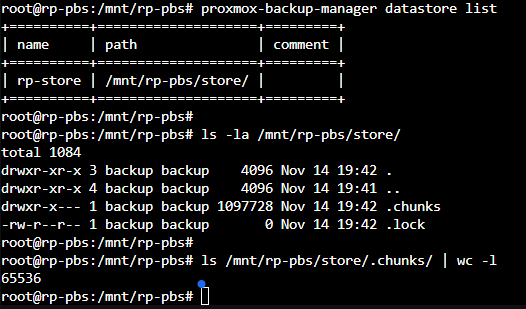 root@rp-pbs:/mnt/rp-pbs# proxmox-backup-manager datastore list
+==========+=====================+=========+
| name     | path                | comment |
+==========+=====================+=========+
| rp-store | /mnt/rp-pbs/store/  |         |
+==========+=====================+=========+
root@rp-pbs:/mnt/rp-pbs#
root@rp-pbs:/mnt/rp-pbs# ls -la /mnt/rp-pbs/store/
total 1084
drwxr-xr-x 3 backup backup    4096 Nov 14 19:42 .
drwxr-xr-x 4 backup backup    4096 Nov 14 19:41 ..
drwxr-x--- 1 backup backup 1097728 Nov 14 19:42 .chunks
-rw-r--r-- 1 backup backup       0 Nov 14 19:42 .lock
root@rp-pbs:/mnt/rp-pbs#
root@rp-pbs:/mnt/rp-pbs# ls /mnt/rp-pbs/store/.chunks/ | wc -l
65536
root@rp-pbs:/mnt/rp-pbs#